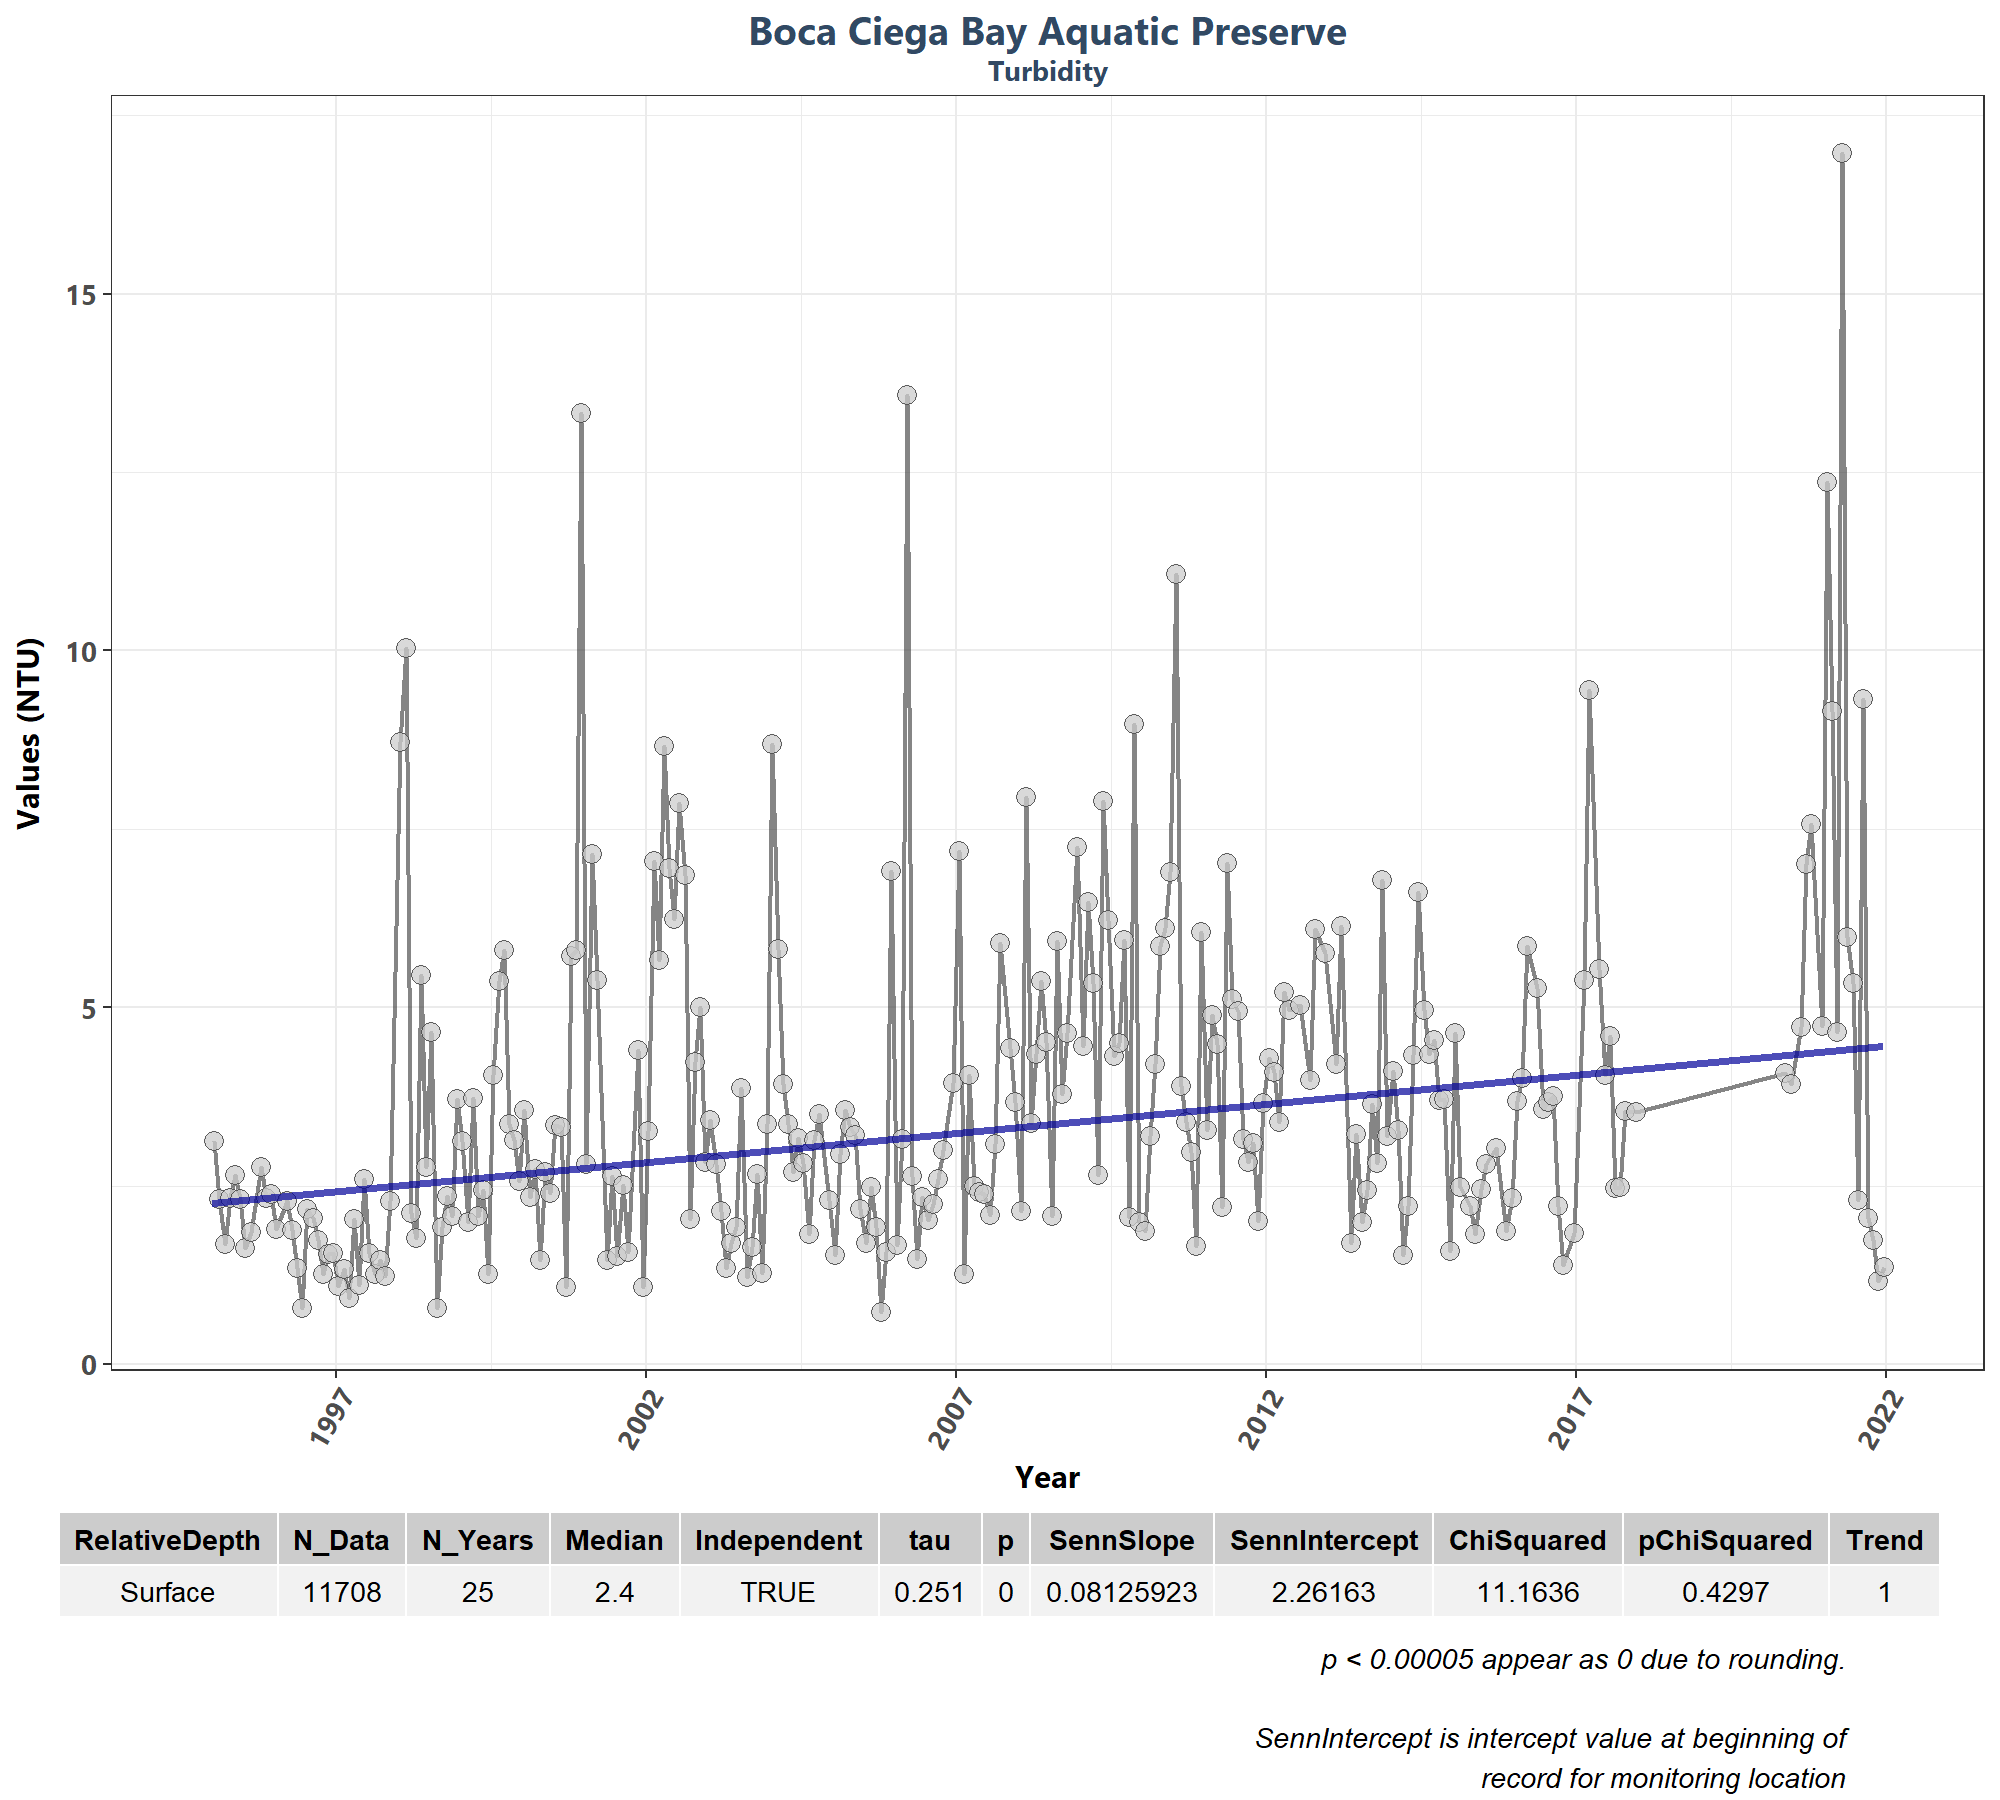 Boca Ciega Bay Aquatic Preserve
Turbidity
Values (NTU)
15
10
5
0
1997 2002 2007 2012 2017 2022
Year
RelativeDepth N_Data N_Years Median Independent tau p SennSlope SennIntercept ChiSquared pChiSquared Trend
Surface 11708 25 2.4 TRUE 0.251 0 0.08125923 2.26163 11.1636 0.4297 1
p < 0.00005 appear as 0 due to rounding.
SennIntercept is intercept value at beginning of
record for monitoring location